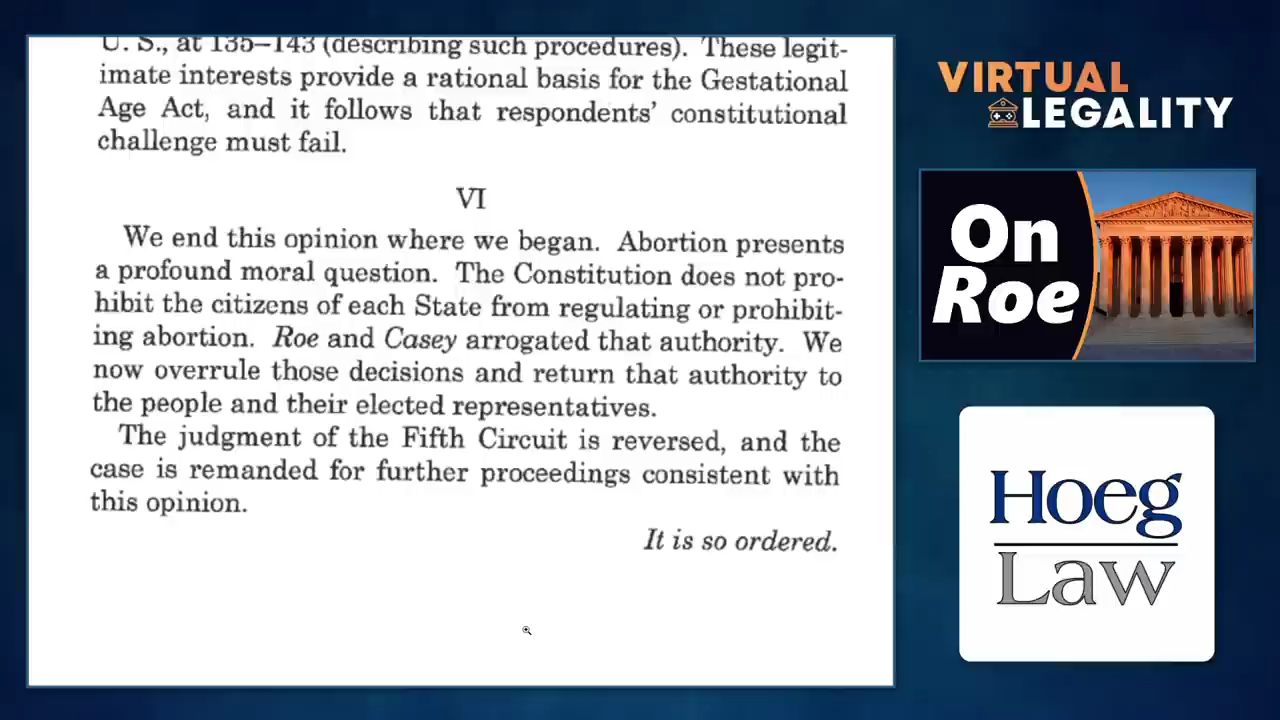 U. S., at 135–143 (describing such procedures). These legit-
imate interests provide a rational basis for the Gestational
Age Act, and it follows that respondents’ constitutional
challenge must fail.
VI
We end this opinion where we began. Abortion presents
a profound moral question. The Constitution does not pro-
hibit the citizens of each State from regulating or prohibit-
ing abortion. Roe and Casey arrogated that authority. We
now overrule those decisions and return that authority to
the people and their elected representatives.
The judgment of the Fifth Circuit is reversed, and the
case is remanded for further proceedings consistent with
this opinion.
It is so ordered.
VIRTUAL
LEGALITY
On
Roe
Hoeg
Law